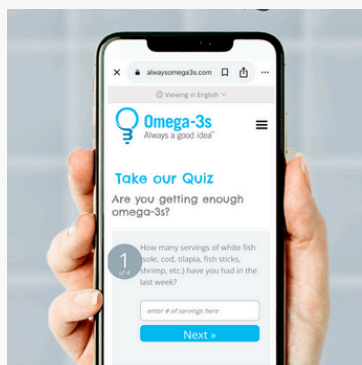 alwaysomega3s.com
Viewing in English
Omega-3s
Always a good idea™
Take our Quiz
Are you getting enough
omega-3s?
1
of 4
How many servings of white fish
(sole, cod, tilapia, fish sticks,
shrimp, etc.) have you had in the
last week?
enter # of servings here
Next »